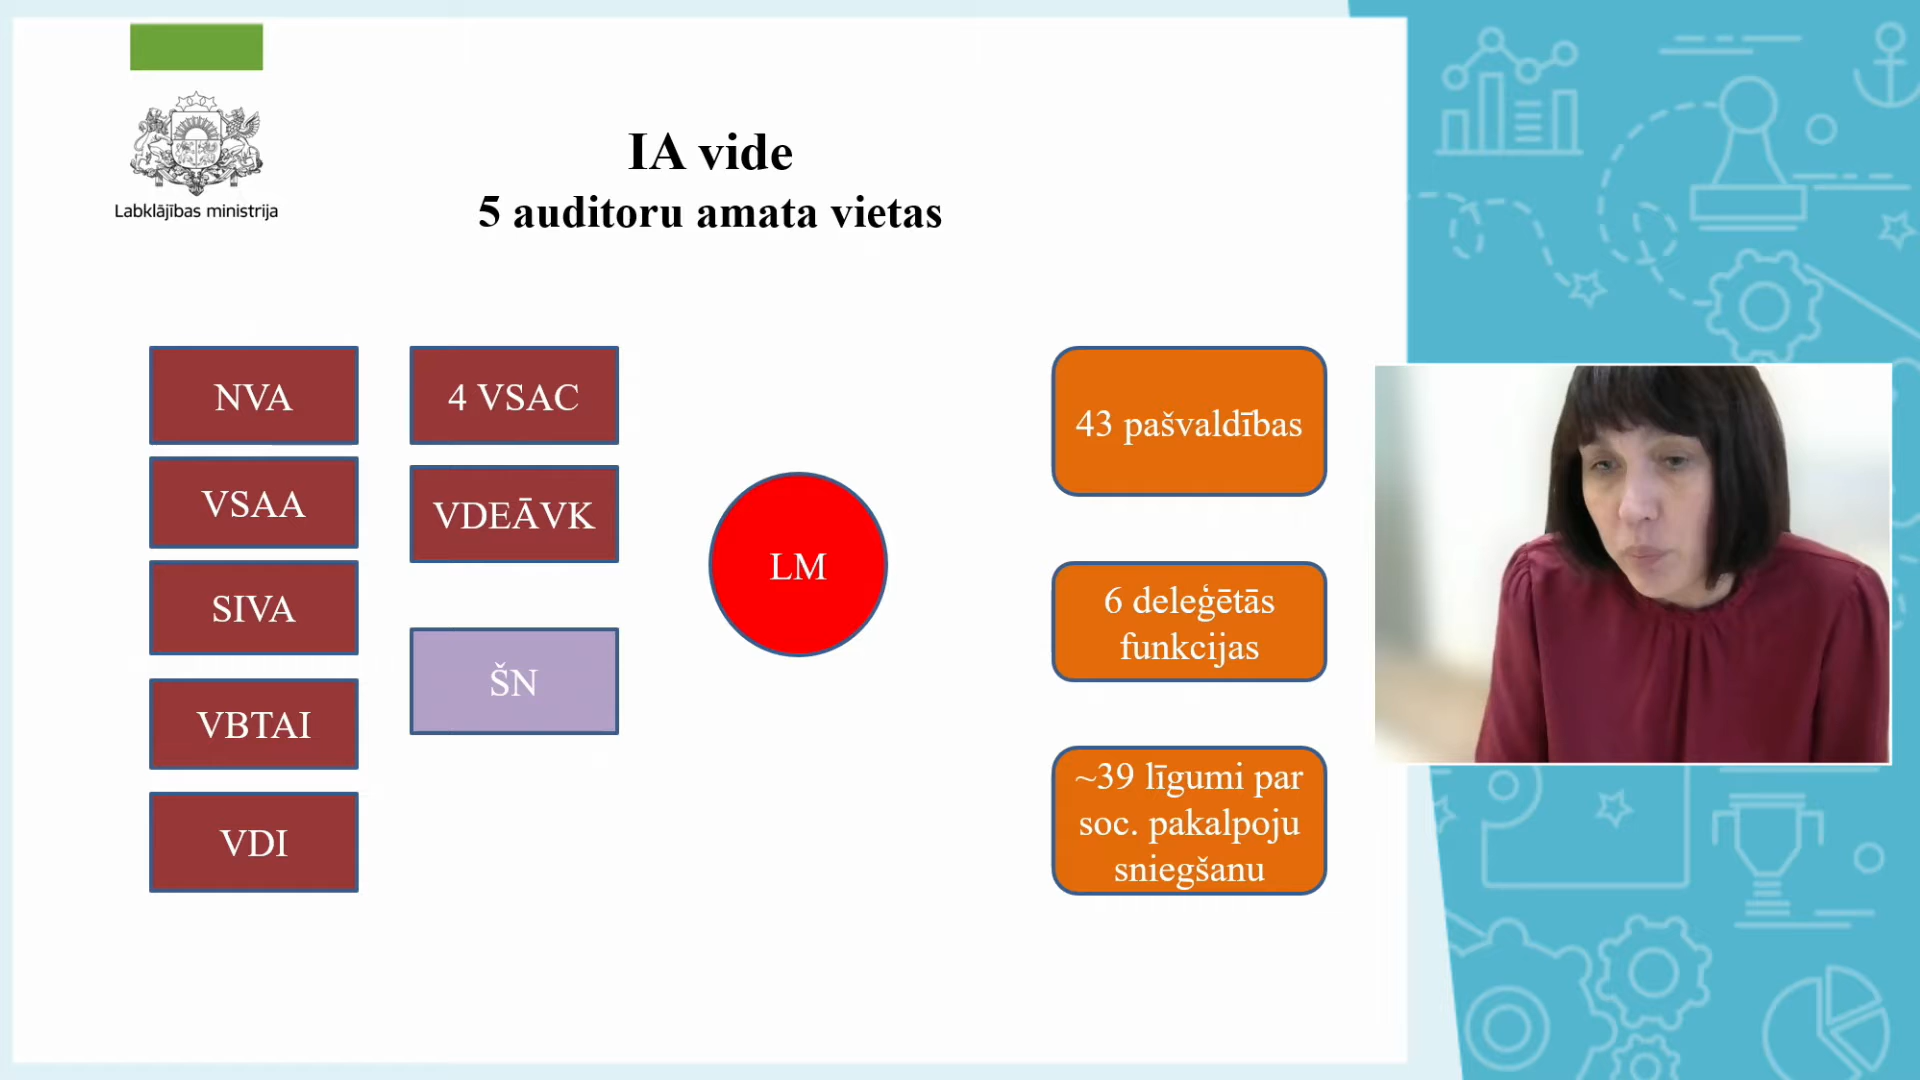 Labklājības ministrija
IA vide
5 auditoru amata vietas
NVA
VSAA
SIVA
VBTAI
VDI
4 VSAC
VDEĀVK
ŠN
LM
43 pašvaldības
6 deleģētās
funkcijas
~39 līgumi par
soc. pakalpoju
sniegšanu